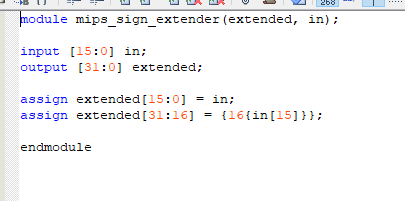 268
module mips_sign_extender(extended, in);
input [15:0] in;
output [31:0] extended;
assign extended[15:0] = in;
assign extended[31:16] = {16{in[15]}};
endmodule